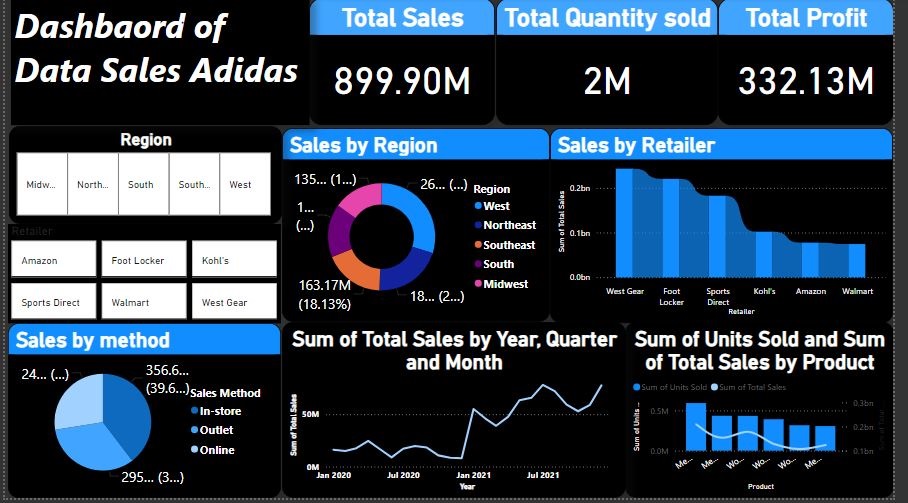 Dashbaord of
Data Sales Adidas
Total Sales
899.90M
Total Quantity sold
2M
Total Profit
332.13M
Region
Midw...
North...
South
South...
West
Retailer
Amazon
Foot Locker
Kohl's
Sports Direct
Walmart
West Gear
Sales by Region
135... (1...)
26... (...)
1...
(...)
163.17M
(18.13%)
18... (2...)
Region
West
Northeast
Southeast
South
Midwest
Sales by Retailer
Sum of Total Sales
0.2bn
0.1bn
0.0bn
West Gear
Foot
Locker
Sports
Direct
Kohl's
Amazon
Walmart
Retailer
Sales by method
24... (...)
356.6...
(39.6...)
295... (3...)
Sales Method
In-store
Outlet
Online
Sum of Total Sales by Year, Quarter
and Month
Sum of Total Sales
50M
0M
Jan 2020
Jul 2020
Jan 2021
Jul 2021
Year
Sum of Units Sold and Sum
of Total Sales by Product
Sum of Units Sold
Sum of Total Sales
Sum of Units ...
0.5M
0.0M
0.3bn
0.2bn
0.1bn
Sum of Total
Me...
Me...
Wo...
Wo...
Wo...
Me...
Product